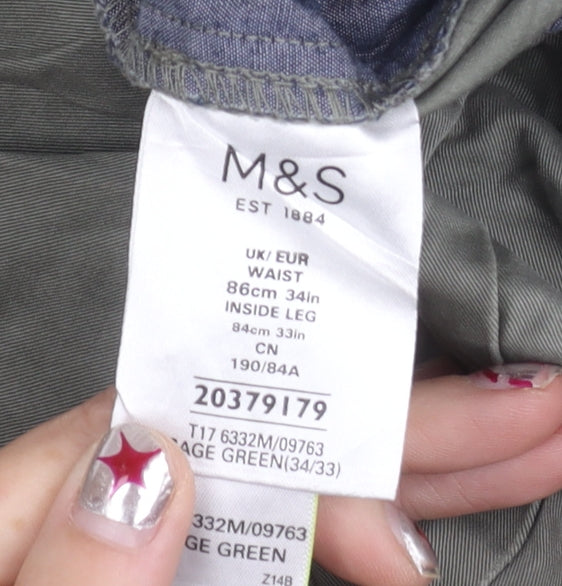 M&S
EST 1884
UK/ EUR
WAIST
86cm 34in
INSIDE LEG
84cm 33in
CN
190/84A
20379179
T17 6332M/09763
AGE GREEN(34/33)
332M/09763
GE GREEN
Z14B